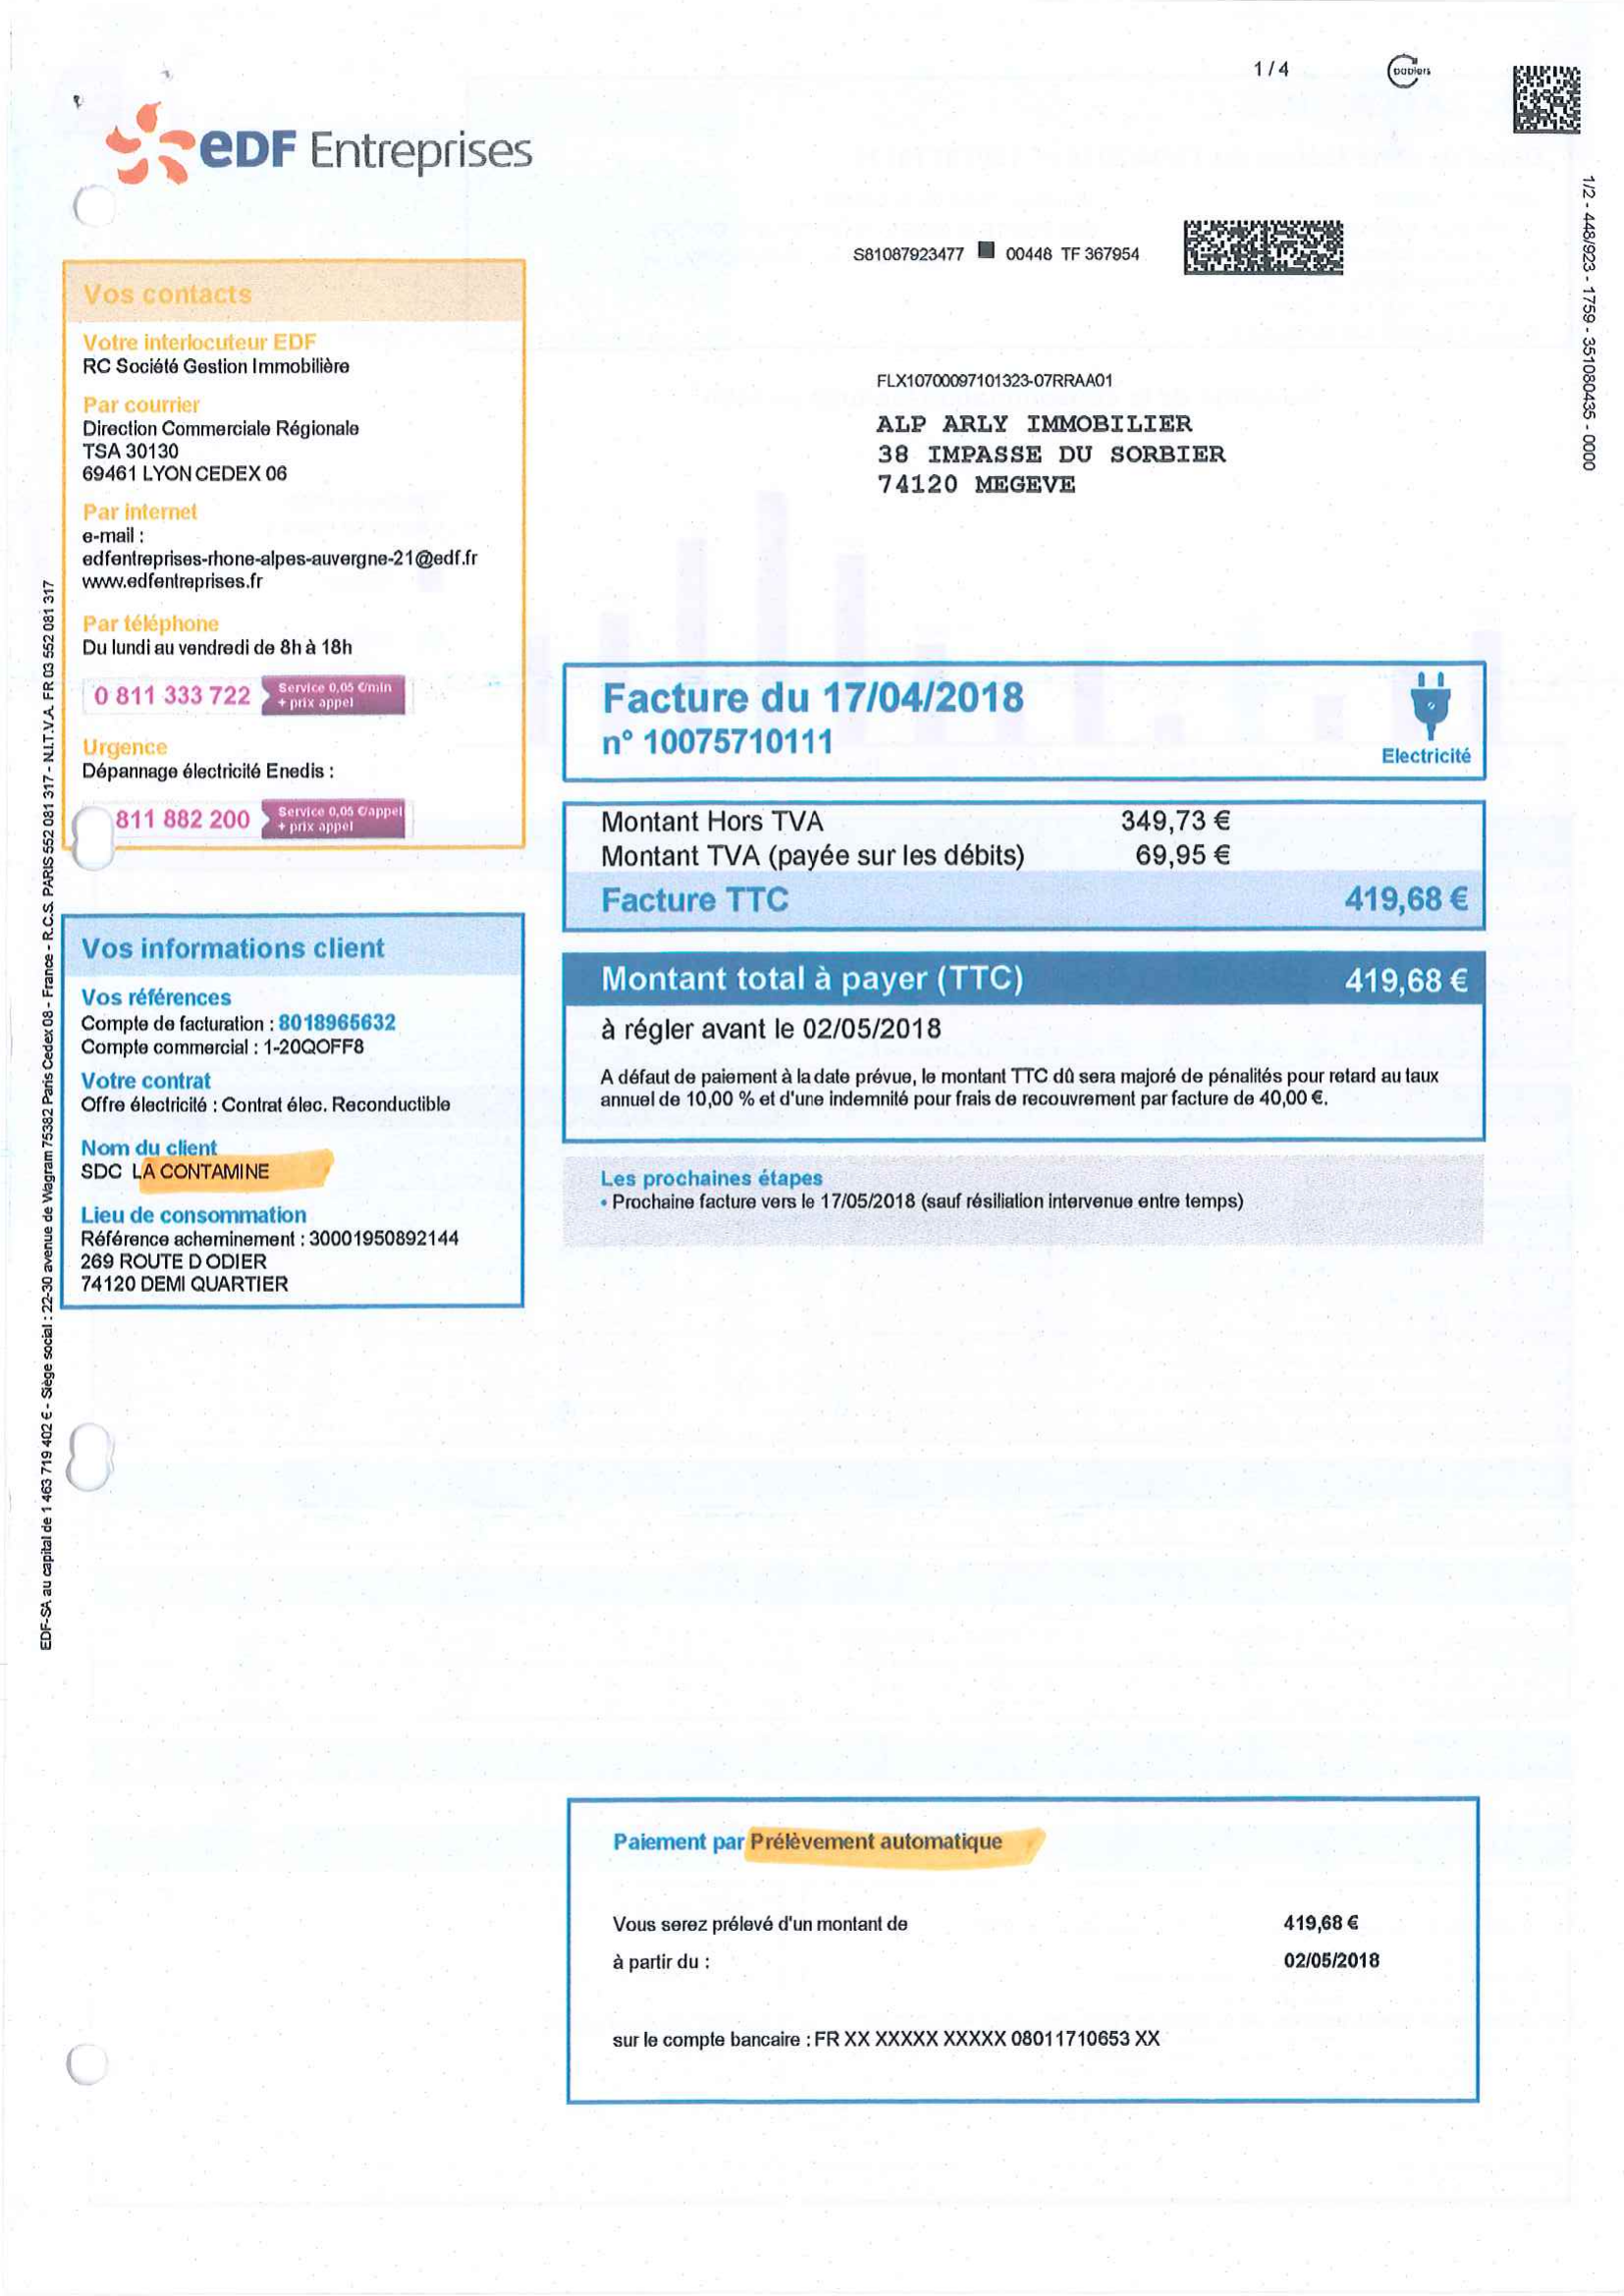 1 / 4
papiers
edF Entreprises
S81087923477 00448 TF 367954
1/2 - 448/923 - 1759 - 351080435 - 0000
Vos contacts
Votre interlocuteur EDF
RC Société Gestion Immobilière
Par courrier
Direction Commerciale Régionale
TSA 30130
69461 LYON CEDEX 06
Par internet
e-mail :
edfentreprises-rhone-alpes-auvergne-21@edf.fr
www.edfentreprises.fr
Par téléphone
Du lundi au vendredi de 8h à 18h
0 811 333 722 Service 0,05 €/min
+ prix appel
Urgence
Dépannage électricité Enedis :
811 882 200 Service 0,05 €/appel
+ prix appel
FLX10700097101323-07RRAA01
ALP ARLY IMMOBILIER
38 IMPASSE DU SORBIER
74120 MEGEVE
Facture du 17/04/2018
n° 10075710111
Electricité
Montant Hors TVA 349,73 €
Montant TVA (payée sur les débits) 69,95 €
Facture TTC 419,68 €
Montant total à payer (TTC) 419,68 €
à régler avant le 02/05/2018
A défaut de paiement à la date prévue, le montant TTC dû sera majoré de pénalités pour retard au taux
annuel de 10,00 % et d'une indemnité pour frais de recouvrement par facture de 40,00 €.
Les prochaines étapes
• Prochaine facture vers le 17/05/2018 (sauf résiliation intervenue entre temps)
Vos informations client
Vos références
Compte de facturation : 8018965632
Compte commercial : 1-20QOFF8
Votre contrat
Offre électricité : Contrat élec. Reconductible
Nom du client
SDC LA CONTAMINE
Lieu de consommation
Référence acheminement : 30001950892144
269 ROUTE D ODIER
74120 DEMI QUARTIER
EDF-SA au capital de 1 463 719 402 € - Siège social : 22-30 avenue de Wagram 75382 Paris Cedex 08 - France - R.C.S. PARIS 552 081 317 - N.I.T.V.A. FR 03 552 081 317
Paiement par Prélèvement automatique
Vous serez prélevé d'un montant de 419,68 €
à partir du : 02/05/2018
sur le compte bancaire : FR XX XXXXX XXXXX 08011710653 XX